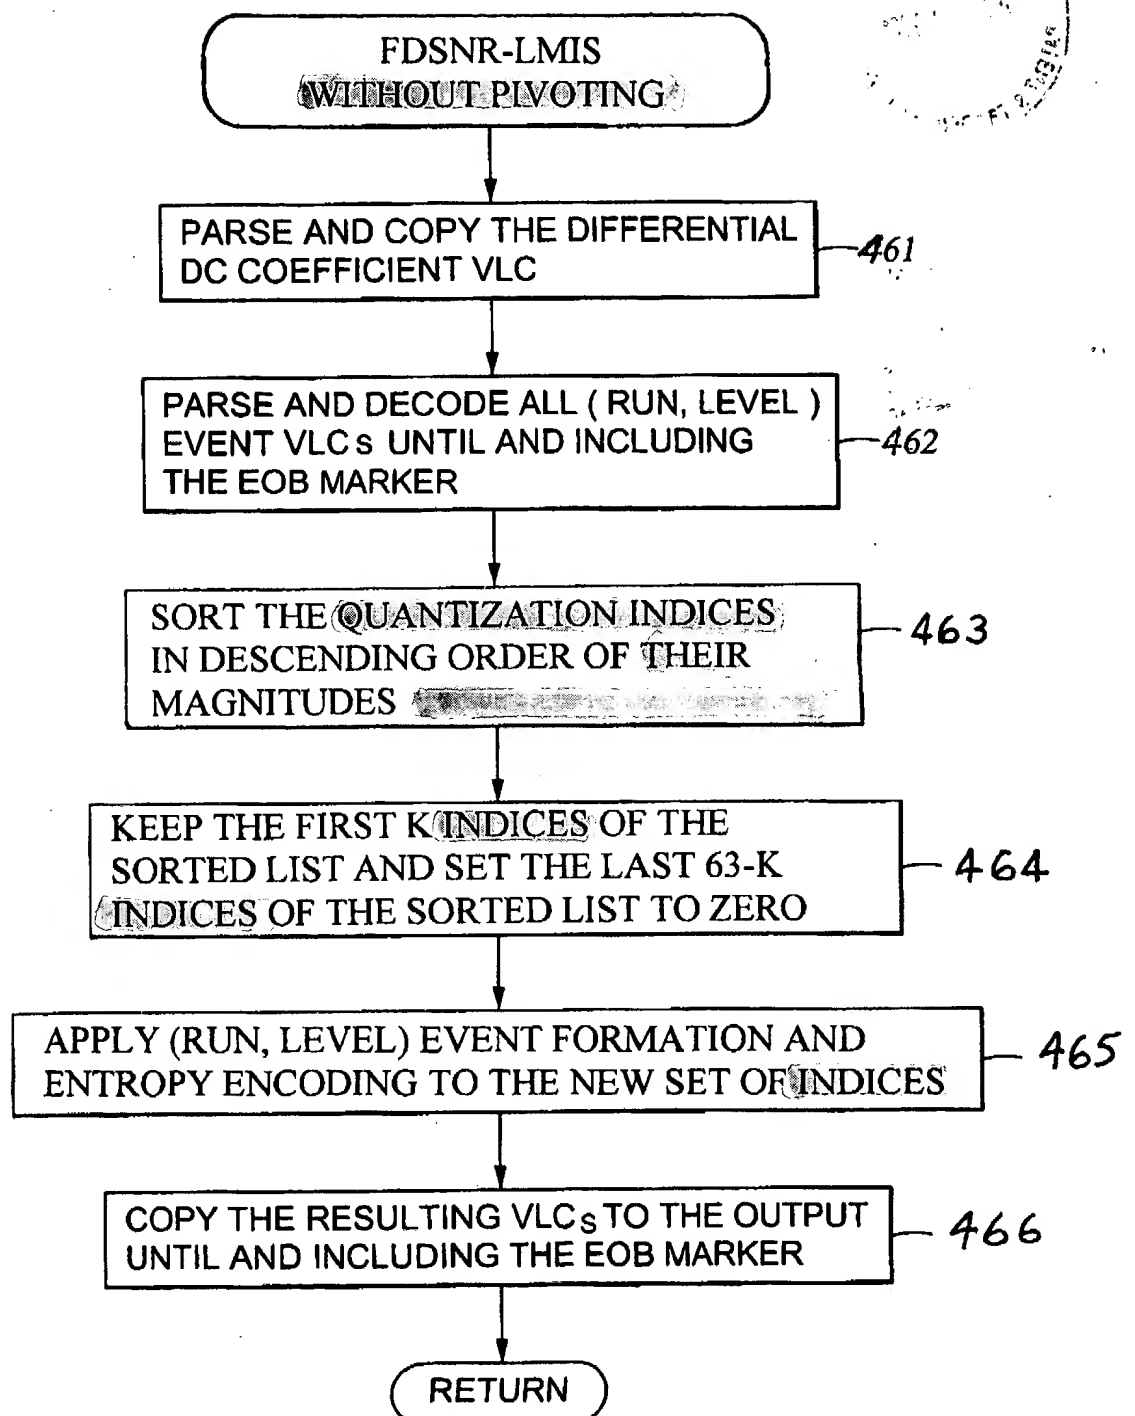 FDSNR-LMIS
WITHOUT PIVOTING
PARSE AND COPY THE DIFFERENTIAL
DC COEFFICIENT VLC
461
PARSE AND DECODE ALL ( RUN, LEVEL )
EVENT VLCs UNTIL AND INCLUDING
THE EOB MARKER
462
SORT THE QUANTIZATION INDICES
IN DESCENDING ORDER OF THEIR
MAGNITUDES
463
KEEP THE FIRST K INDICES OF THE
SORTED LIST AND SET THE LAST 63-K
INDICES OF THE SORTED LIST TO ZERO
464
APPLY (RUN, LEVEL) EVENT FORMATION AND
ENTROPY ENCODING TO THE NEW SET OF INDICES
465
COPY THE RESULTING VLCs TO THE OUTPUT
UNTIL AND INCLUDING THE EOB MARKER
466
RETURN